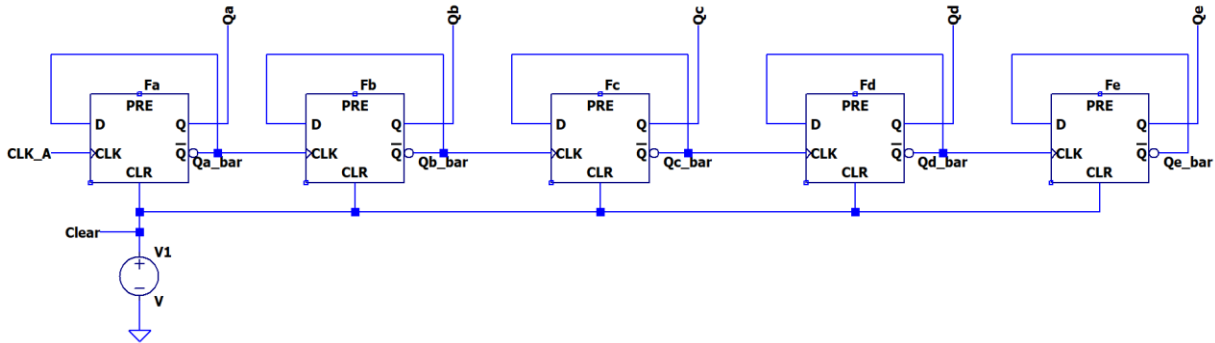 Qa
Qb
Qc
Qd
Qe
Fa
PRE
D
Q
CLK_A
CLK
Q̅
Qa_bar
CLR
Fb
PRE
D
Q
CLK
Q̅
Qb_bar
CLR
Fc
PRE
D
Q
CLK
Q̅
Qc_bar
CLR
Fd
PRE
D
Q
CLK
Q̅
Qd_bar
CLR
Fe
PRE
D
Q
CLK
Q̅
Qe_bar
CLR
Clear
V1
+
−
V